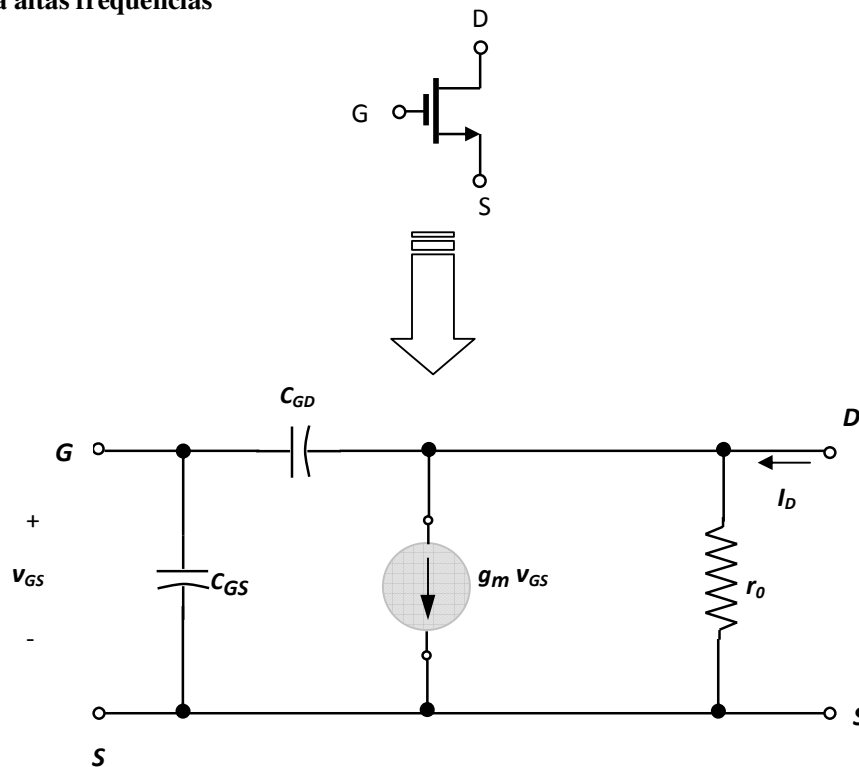 a altas frequências
D
G
S
C_GD
G
D
I_D
+
v_GS
-
C_GS
g_m v_GS
r_0
S
S